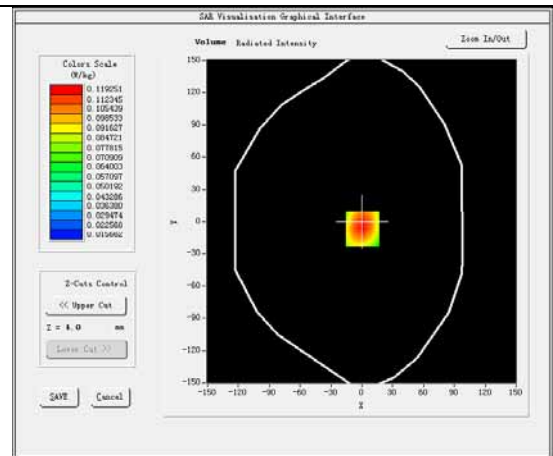 SAR Visualisation Graphical Interface
Volume Radiated Intensity
Zoom In/Out
Colors Scale
(W/kg)
0.119251
0.112345
0.105439
0.098533
0.091627
0.084721
0.077815
0.070909
0.064003
0.057097
0.050192
0.043286
0.036380
0.029474
0.022568
0.015662
Z-Cuts Control
<< Upper Cut
Z = 4.0 mm
Lower Cut >>
SAVE Cancel
150
120
90
60
30
0
-30
-60
-90
-120
-150
Y
-150 -120 -90 -60 -30 0 30 60 90 120 150
X